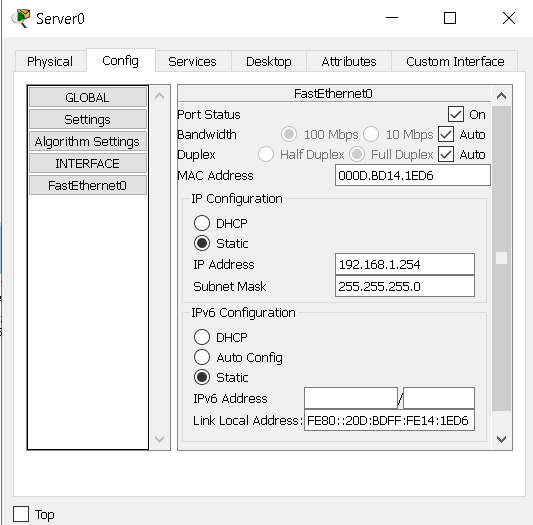 Server0
Physical Config Services Desktop Attributes Custom Interface
GLOBAL
Settings
Algorithm Settings
INTERFACE
FastEthernet0
FastEthernet0
Port Status On
Bandwidth 100 Mbps 10 Mbps Auto
Duplex Half Duplex Full Duplex Auto
MAC Address 000D.BD14.1ED6
IP Configuration
DHCP
Static
IP Address 192.168.1.254
Subnet Mask 255.255.255.0
IPv6 Configuration
DHCP
Auto Config
Static
IPv6 Address /
Link Local Address: FE80::20D:BDFF:FE14:1ED6
Top